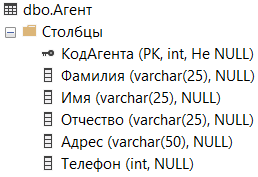 dbo.Агент
Столбцы
КодАгента (PK, int, Не NULL)
Фамилия (varchar(25), NULL)
Имя (varchar(25), NULL)
Отчество (varchar(25), NULL)
Адрес (varchar(50), NULL)
Телефон (int, NULL)